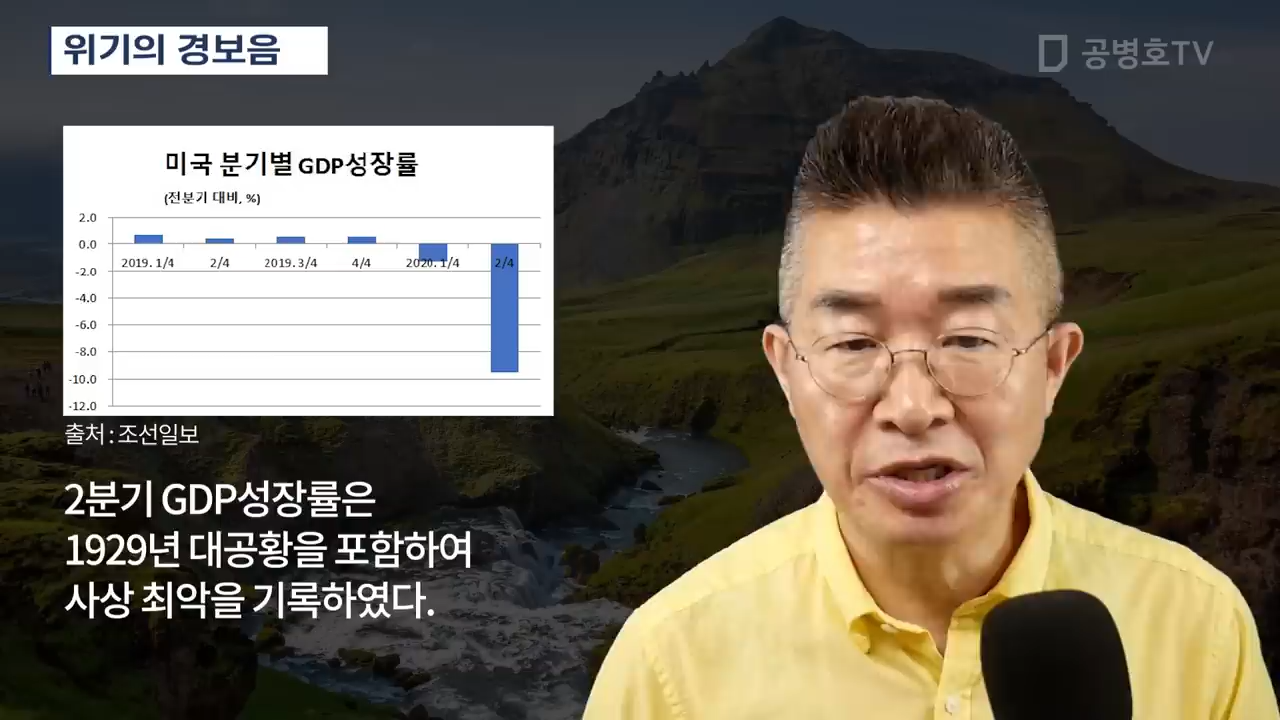 위기의 경보음
공병호TV
미국 분기별 GDP성장률
(전분기 대비, %)
2.0
0.0
-2.0
-4.0
-6.0
-8.0
-10.0
-12.0
2019. 1/4 2/4 2019. 3/4 4/4 2020. 1/4 2/4
출처 : 조선일보
2분기 GDP성장률은
1929년 대공황을 포함하여
사상 최악을 기록하였다.